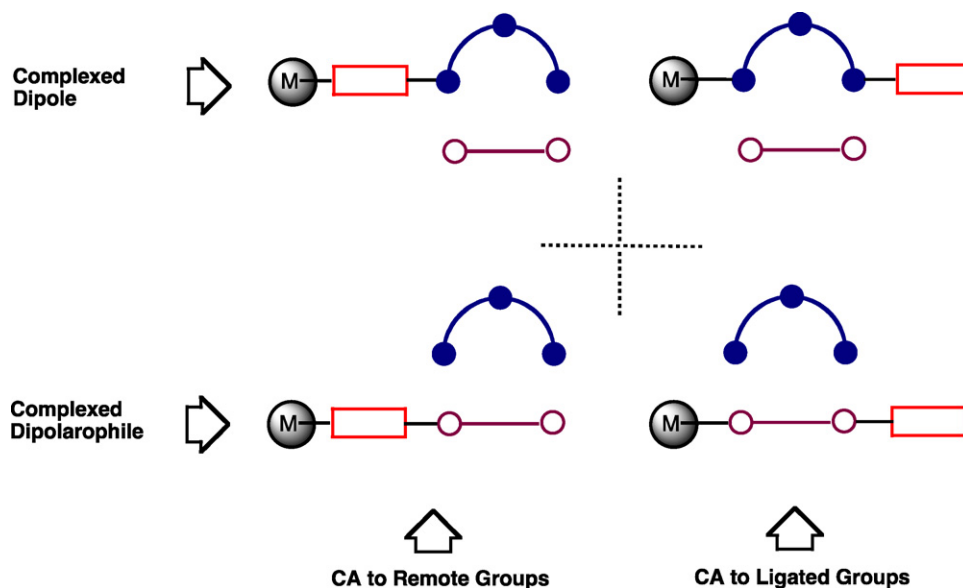 Complexed
Dipole
M
M
Complexed
Dipolarophile
M
M
CA to Remote Groups
CA to Ligated Groups